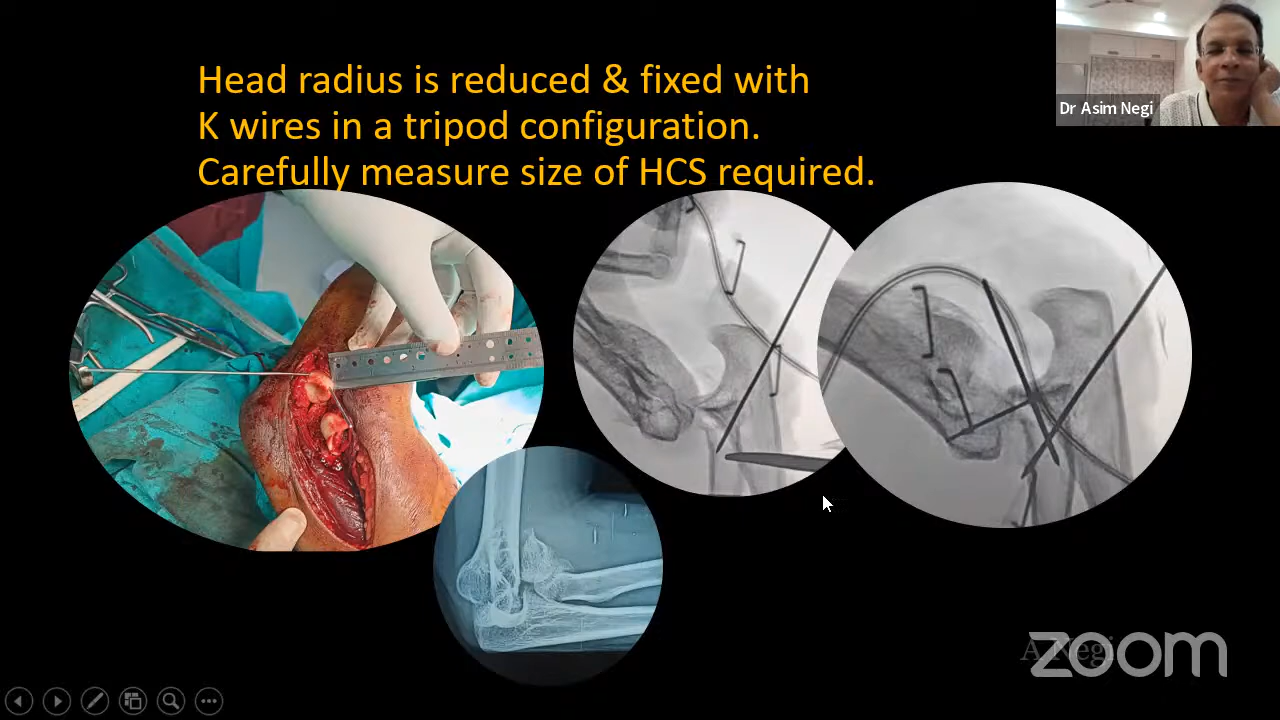 Head radius is reduced & fixed with
K wires in a tripod configuration.
Carefully measure size of HCS required.
Dr Asim Negi
A Negi
zoom